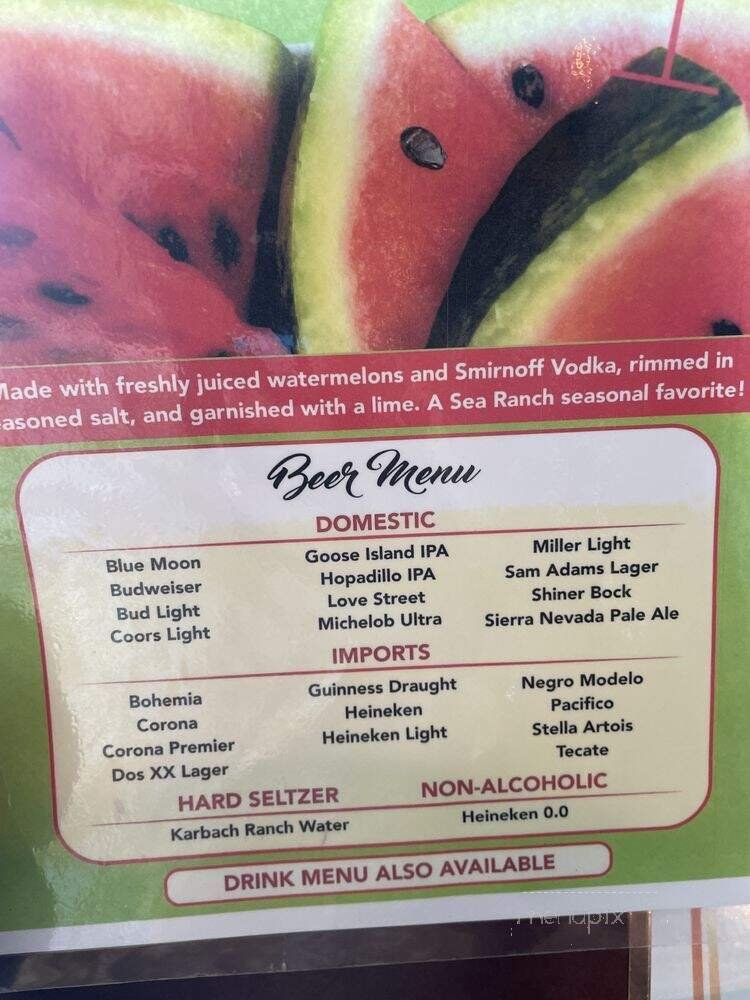 with freshly juiced watermelons and Smirnoff Vodka, rimmed in
salt, and garnished with a lime. A Sea Ranch seasonal favorite!
Beer Menu
DOMESTIC
Blue Moon
Budweiser
Bud Light
Coors Light
Goose Island IPA
Hopadillo IPA
Love Street
Michelob Ultra
Miller Light
Sam Adams Lager
Shiner Bock
Sierra Nevada Pale Ale
IMPORTS
Bohemia
Corona
Corona Premier
Dos XX Lager
Guinness Draught
Heineken
Heineken Light
Negro Modelo
Pacifico
Stella Artois
Tecate
HARD SELTZER
Karbach Ranch Water
NON-ALCOHOLIC
Heineken 0.0
DRINK MENU ALSO AVAILABLE
menupix